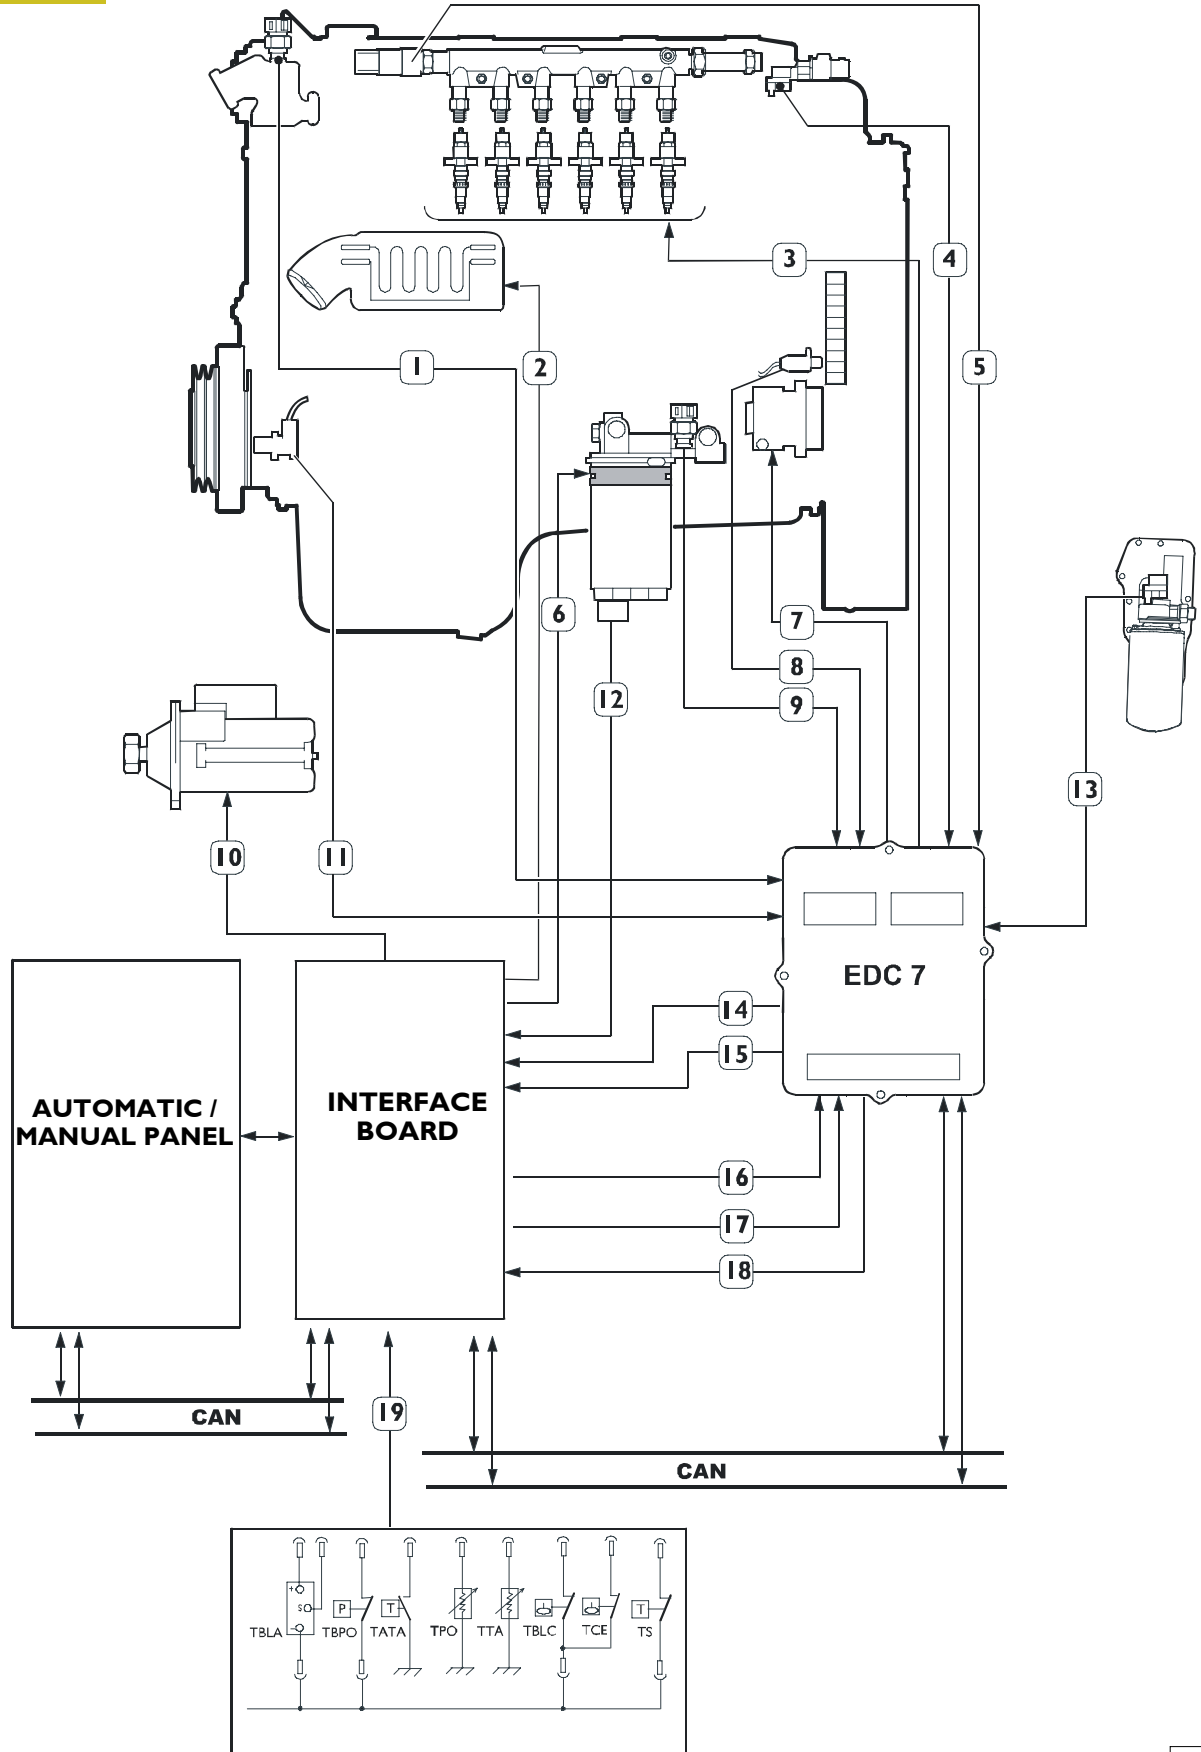 3
4
1
2
5
6
7
8
12
9
13
10
11
EDC 7
14
15
AUTOMATIC /
MANUAL PANEL
INTERFACE
BOARD
16
17
18
CAN
19
CAN
+
S
P
T
T
–
TBLA
TBPO
TATA
TPO
TTA
TBLC
TCE
TS